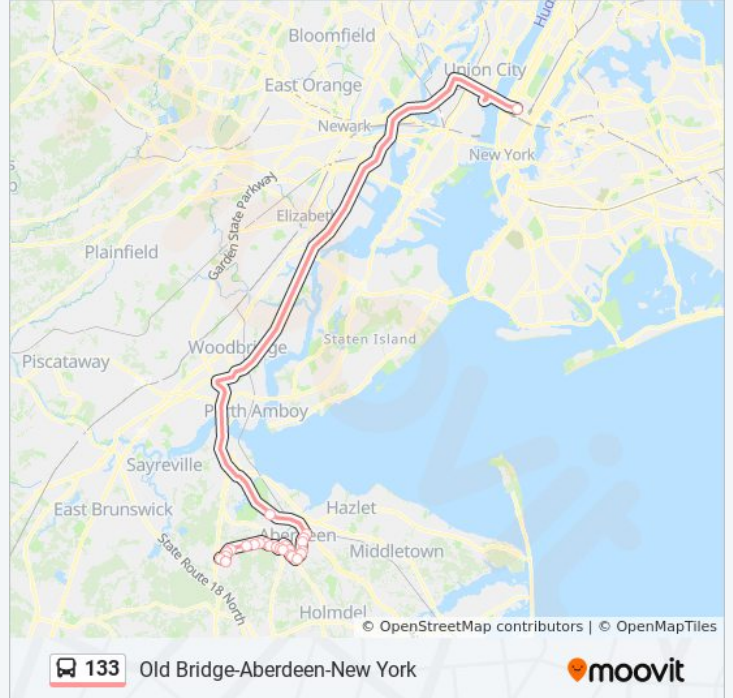 Hud
Bloomfield
Union City
East Orange
Newark
New York
Garden State Parkway
Elizabet
Plainfield
Staten Island
Woodbridge
Piscataway
Perth Amboy
Sayreville
East Brunswick
Hazlet
Aberdeen
State Route 18 North
Middletown
Holmdel
© OpenStreetMap contributors | © OpenMapTiles
133 Old Bridge-Aberdeen-New York
moovit